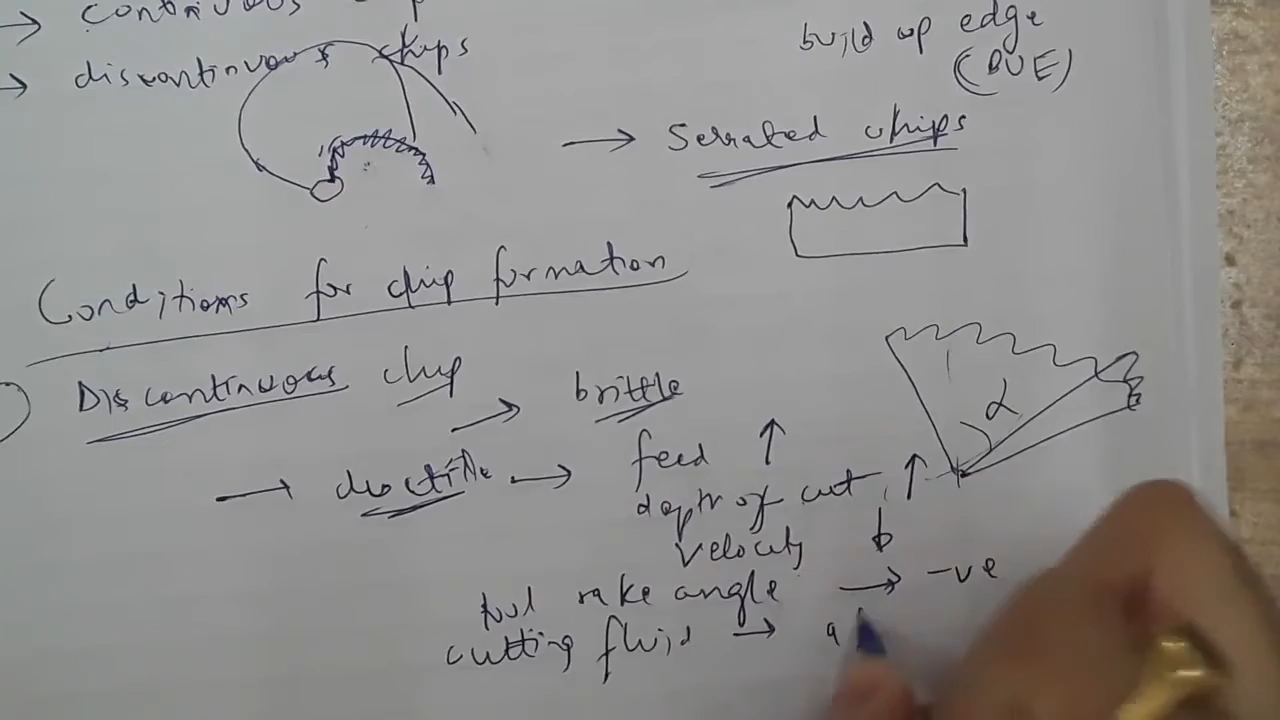 → continuous
→ discontinuous chips
build up edge
(BUE)
→ Serrated chips
Conditions for chip formation
Discontinuous chip
→ brittle
→ ductile → feed ↑
depth of cut ↑
velocity ↓
tool rake angle → -ve
α
cutting fluid → a